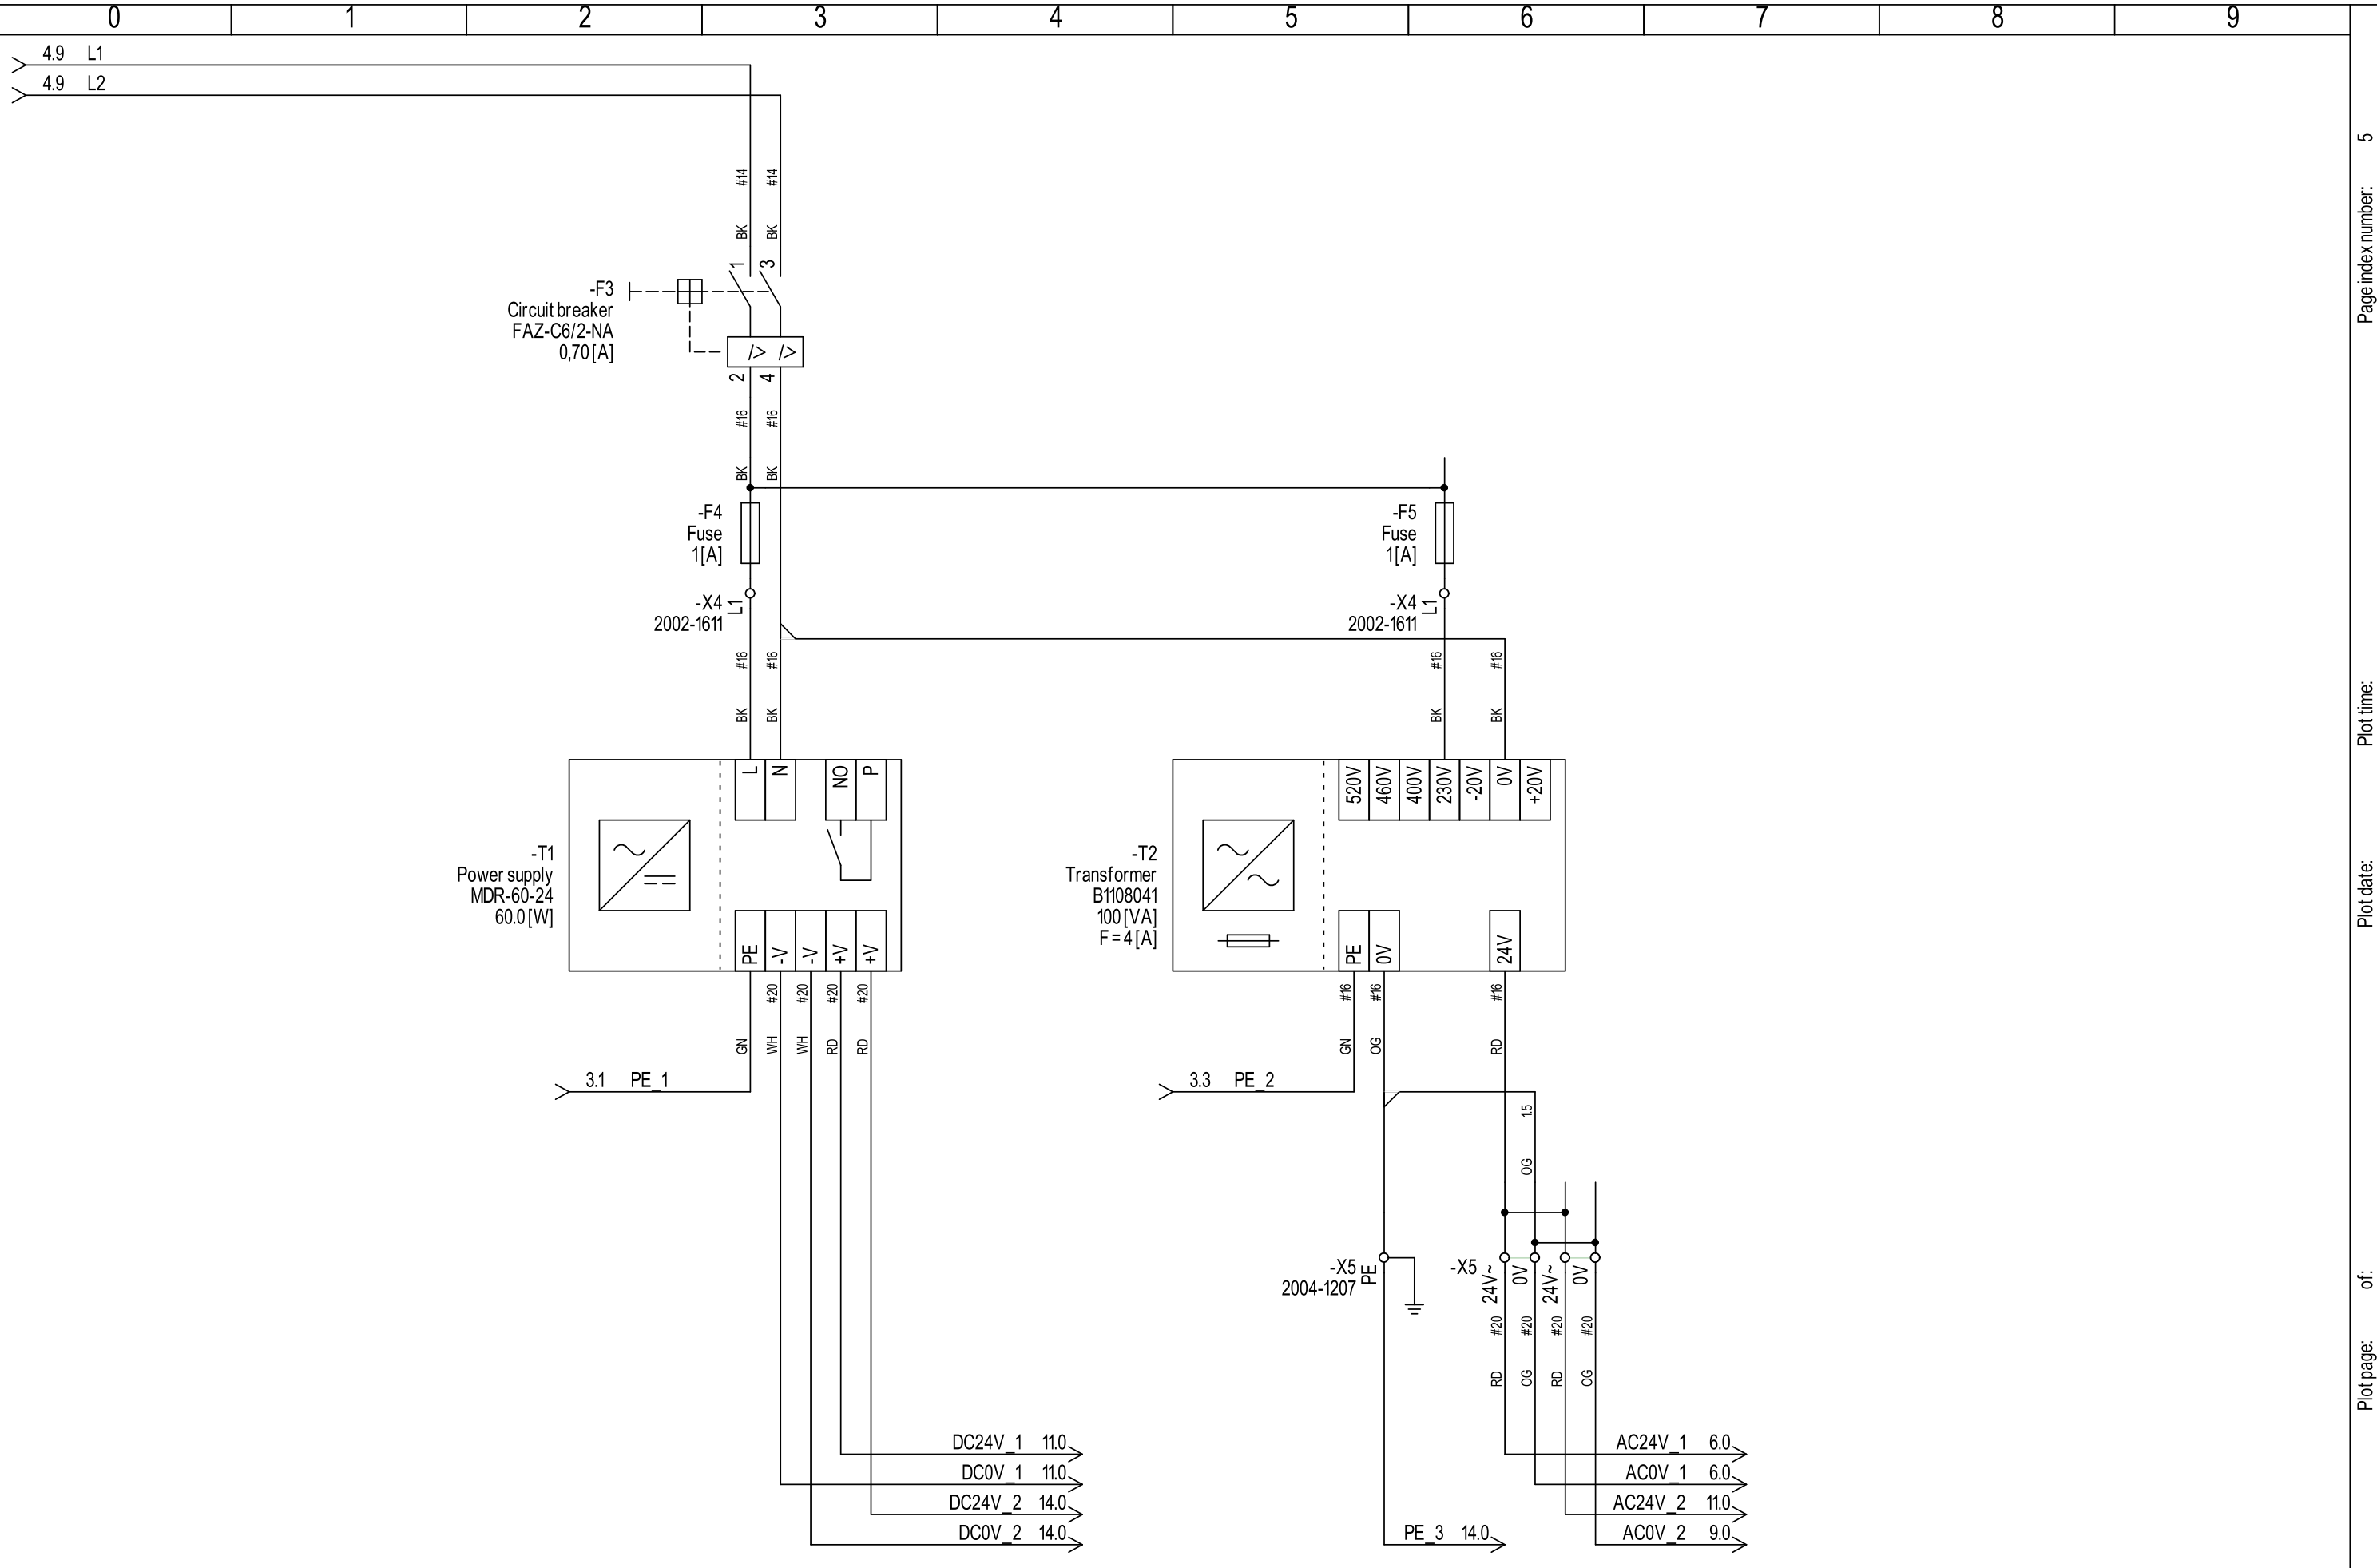 0 1 2 3 4 5 6 7 8 9
4.9 L1
4.9 L2
#14 #14
BK BK
1 3
-F3
Circuit breaker
FAZ-C6/2-NA
0,70 [A]
I> I>
2 4
#16 #16
BK BK
-F4
Fuse
1 [A]
-F5
Fuse
1 [A]
-X4 L1
2002-1611
-X4 L1
2002-1611
#16 #16 #16 #16
BK BK BK BK
L N NO P
520V 460V 400V 230V -20V 0V +20V
-T1
Power supply
MDR-60-24
60.0 [W]
-T2
Transformer
B1108041
100 [VA]
F = 4 [A]
PE -V -V +V +V
PE 0V 24V
#20 #20 #20 #20 #16 #16 #16
GN WH WH RD RD GN OG RD
3.1 PE_1
3.3 PE_2
1.5
OG
-X5 PE
2004-1207
-X5 24V~ 0V 24V~ 0V
#20 #20 #20 #20
RD OG RD OG
DC24V_1 11.0
DC0V_1 11.0
DC24V_2 14.0
DC0V_2 14.0
PE_3 14.0
AC24V_1 6.0
AC0V_1 6.0
AC24V_2 11.0
AC0V_2 9.0
Plot page: of: Plot date: Plot time: Page index number: 5